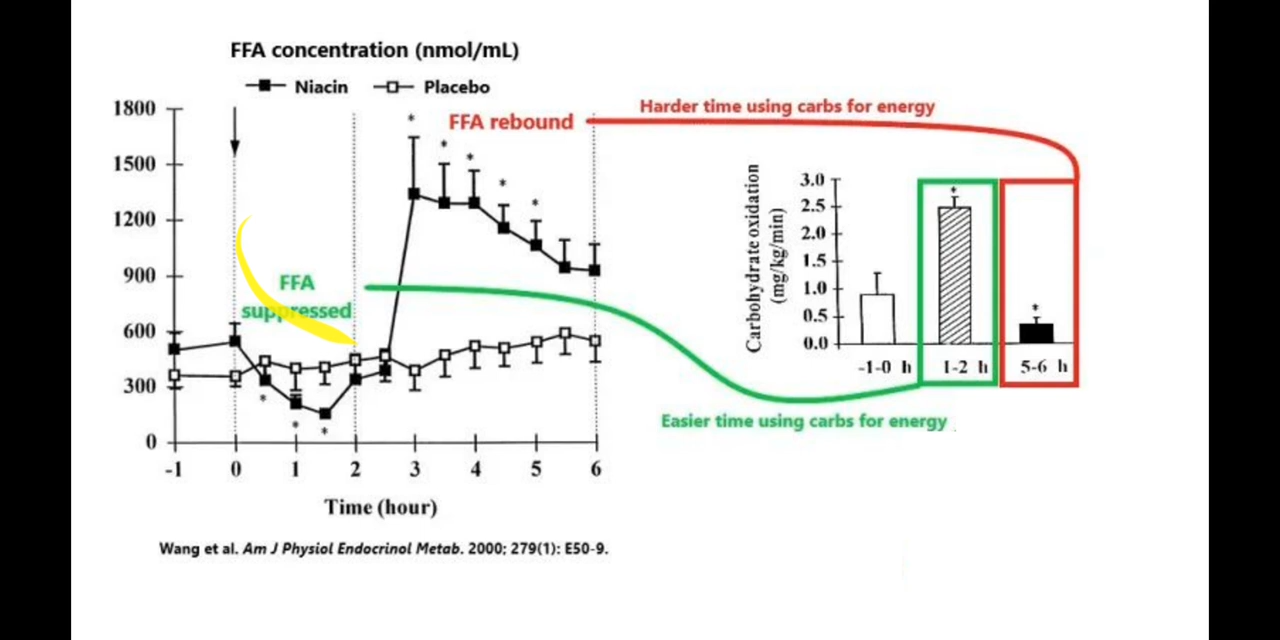 FFA concentration (nmol/mL)
Niacin Placebo
FFA rebound
Harder time using carbs for energy
1800
1500
1200
900
600
300
0
* * * * *
FFA
suppressed
* * *
-1 0 1 2 3 4 5 6
Time (hour)
Carbohydrate oxidation
(mg/kg/min)
3.0
2.5
2.0
1.5
1.0
0.5
0.0
* *
-1-0 h 1-2 h 5-6 h
Easier time using carbs for energy
Wang et al. Am J Physiol Endocrinol Metab. 2000; 279(1): E50-9.